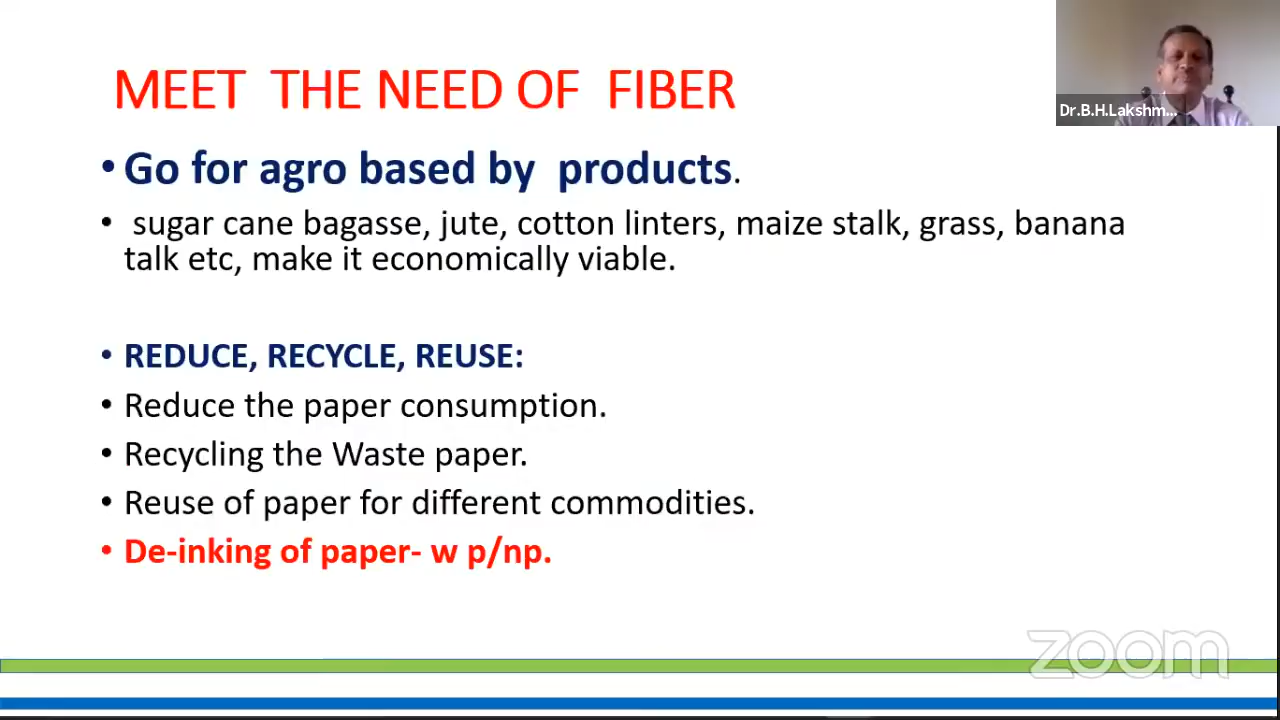 MEET THE NEED OF FIBER
Dr.B.H.Lakshm...
• Go for agro based by products.
• sugar cane bagasse, jute, cotton linters, maize stalk, grass, banana
talk etc, make it economically viable.
• REDUCE, RECYCLE, REUSE:
• Reduce the paper consumption.
• Recycling the Waste paper.
• Reuse of paper for different commodities.
• De-inking of paper- w p/np.
zoom